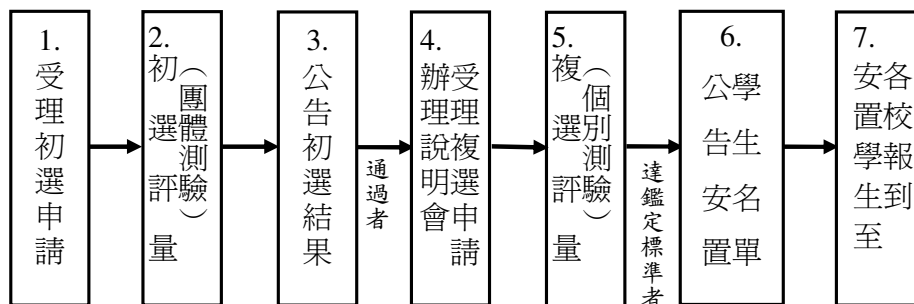 1.
受理初選申請
2.
（團體測驗）
初選評量
3.
公告初選結果
通過者
4.
受理複選申請
辦理說明會
5.
（個別測驗）
複選評量
達鑑定標準者
6.
學生名單
公告安置
7.
各校報到
安置學生至